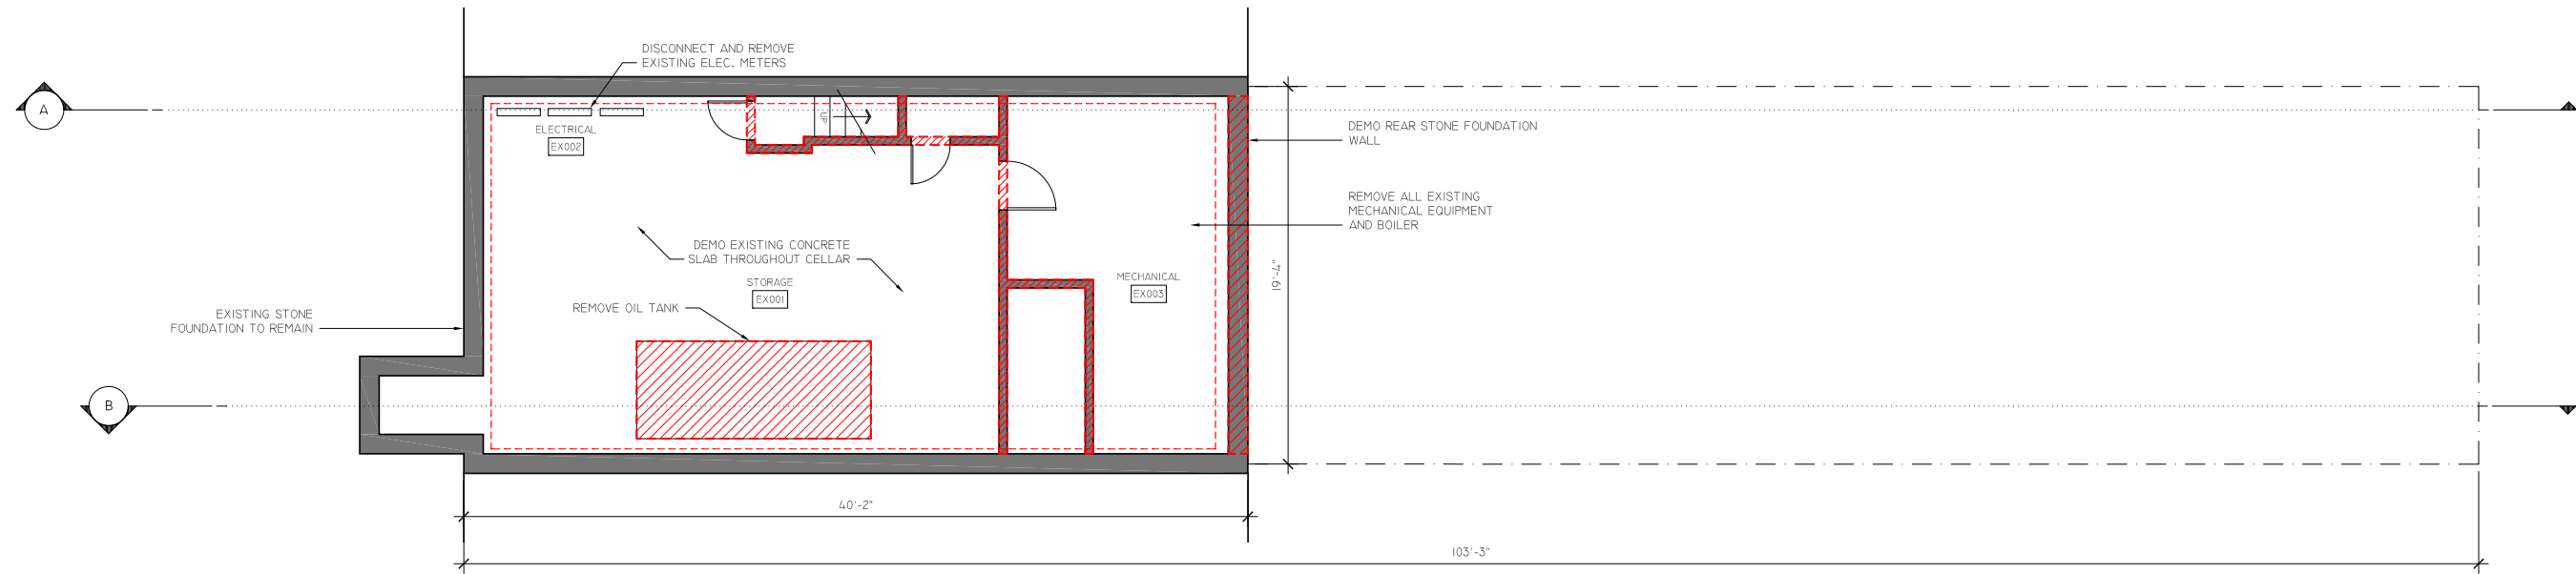 DISCONNECT AND REMOVE
EXISTING ELEC. METERS
A
ELECTRICAL
EX002
UP
DEMO REAR STONE FOUNDATION
WALL
REMOVE ALL EXISTING
MECHANICAL EQUIPMENT
AND BOILER
DEMO EXISTING CONCRETE
SLAB THROUGHOUT CELLAR
STORAGE
EX001
MECHANICAL
EX003
19'-4"
REMOVE OIL TANK
EXISTING STONE
FOUNDATION TO REMAIN
B
40'-2"
103'-3"